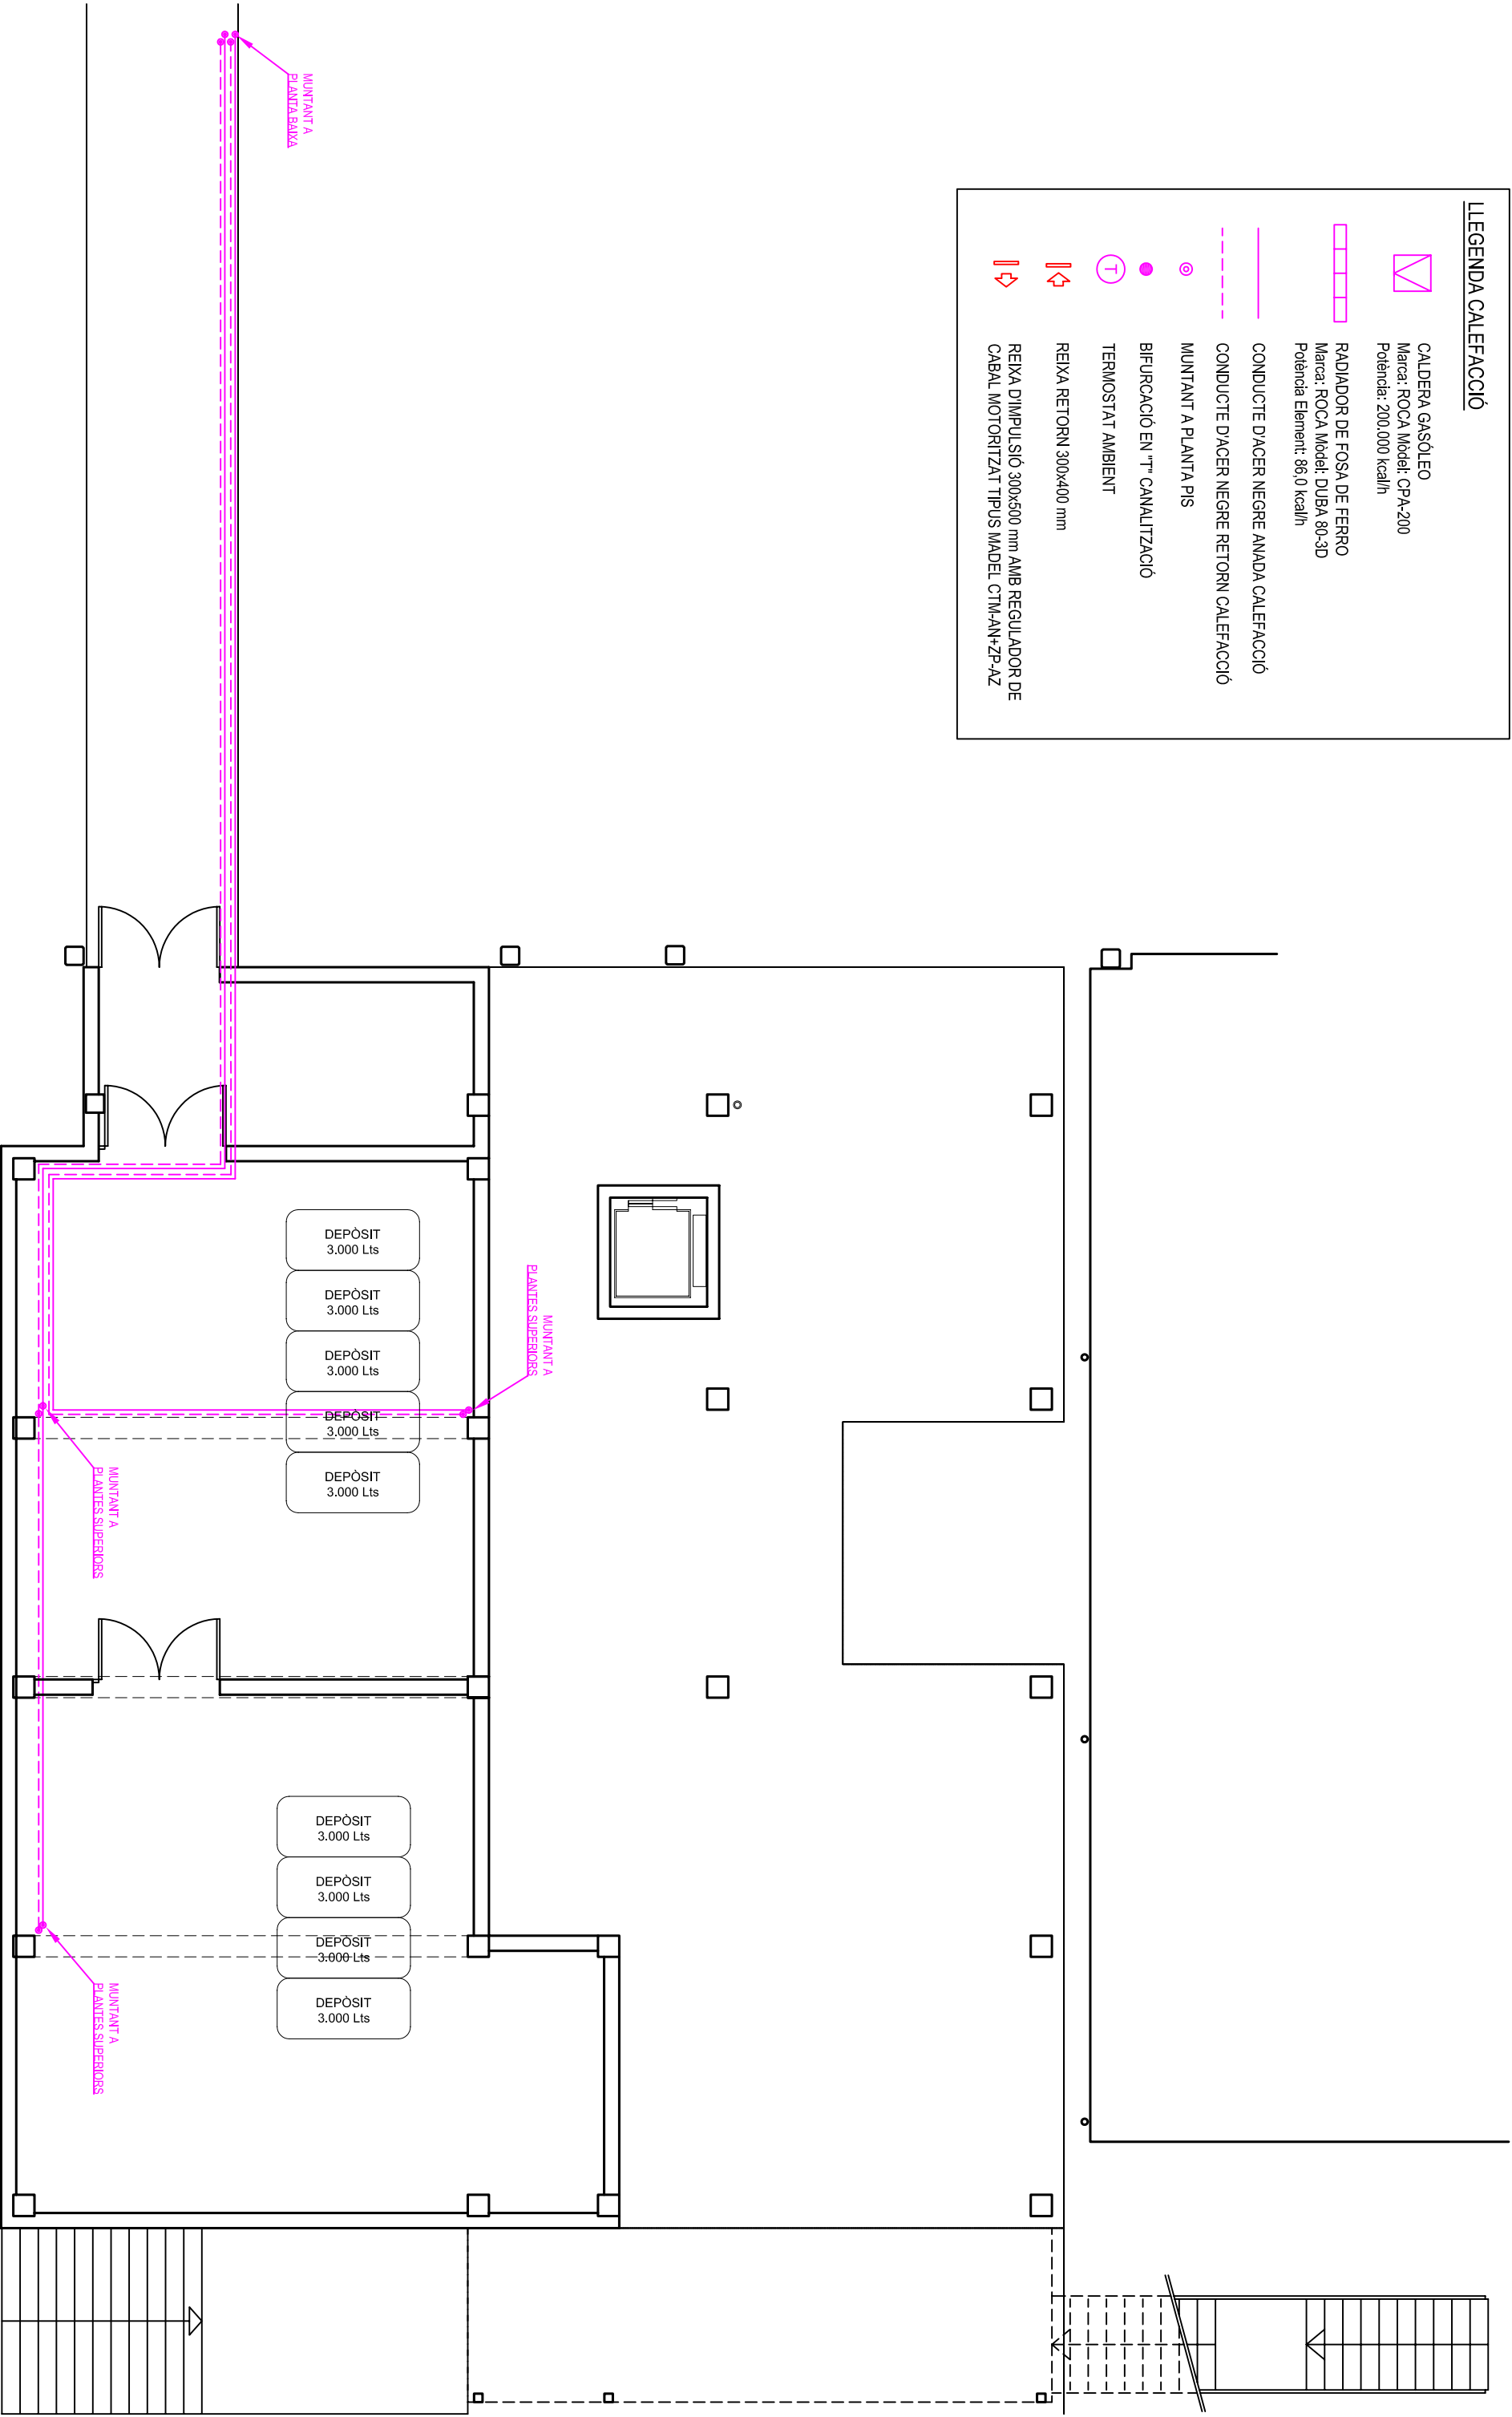 LLEGENDA CALEFACCIÓ
CALDERA GASÓLEO
Marca: ROCA Mòdel: CPA-200
Potència: 200.000 kcal/h
RADIADOR DE FOSA DE FERRO
Marca: ROCA Mòdel: DUBA 80-3D
Potència Element: 86,0 kcal/h
CONDUCTE D'ACER NEGRE ANADA CALEFACCIÓ
CONDUCTE D'ACER NEGRE RETORN CALEFACCIÓ
MUNTANT A PLANTA PIS
BIFURCACIÓ EN "T" CANALITZACIÓ
T
TERMOSTAT AMBIENT
REIXA RETORN 300x400 mm
REIXA D'IMPULSIÓ 300x500 mm AMB REGULADOR DE
CABAL MOTORITZAT TIPUS MADEL CTM-AN+ZP-AZ
MUNTANT A
PLANTA BAIXA
MUNTANT A
PLANTES SUPERIORS
MUNTANT A
PLANTES SUPERIORS
MUNTANT A
PLANTES SUPERIORS
DEPÒSIT
3.000 Lts
DEPÒSIT
3.000 Lts
DEPÒSIT
3.000 Lts
DEPÒSIT
3.000 Lts
DEPÒSIT
3.000 Lts
DEPÒSIT
3.000 Lts
DEPÒSIT
3.000 Lts
DEPÒSIT
3.000 Lts
DEPÒSIT
3.000 Lts